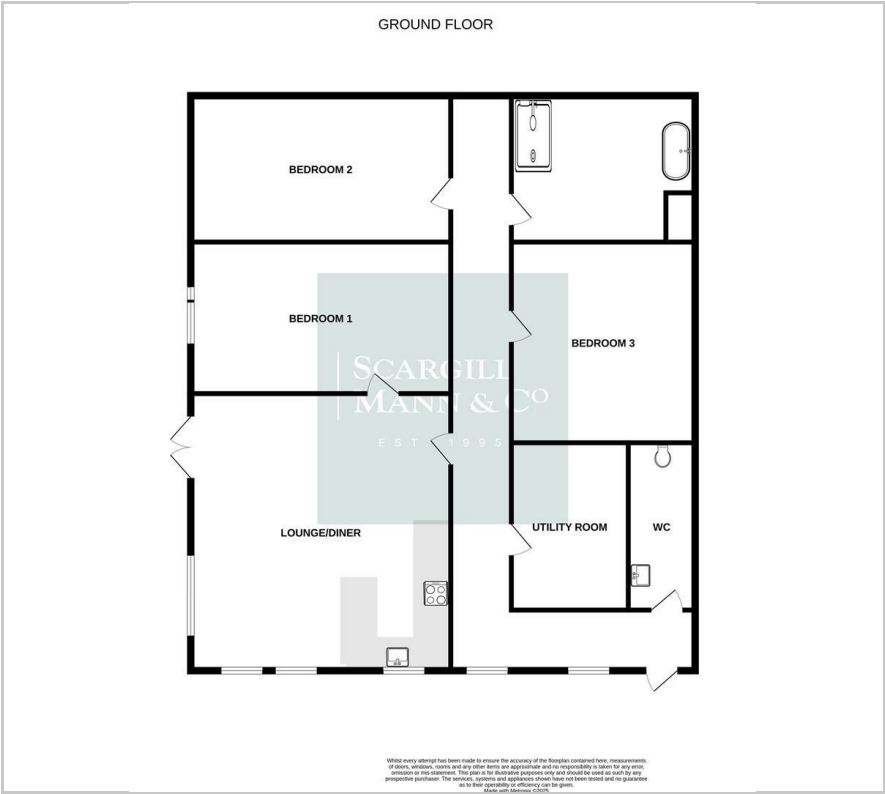 GROUND FLOOR
BEDROOM 2
BEDROOM 1
BEDROOM 3
SCARGILL
MANN & CO
EST 1995
LOUNGE/DINER
UTILITY ROOM
WC
Whilst every attempt has been made to ensure the accuracy of the floorplan contained here, measurements
of doors, windows, rooms and any other items are approximate and no responsibility is taken for any error,
omission or mis-statement. This plan is for illustrative purposes only and should be used as such by any
prospective purchaser. The services, systems and appliances shown have not been tested and no guarantee
as to their operability or efficiency can be given.
Made with Metropix ©2025